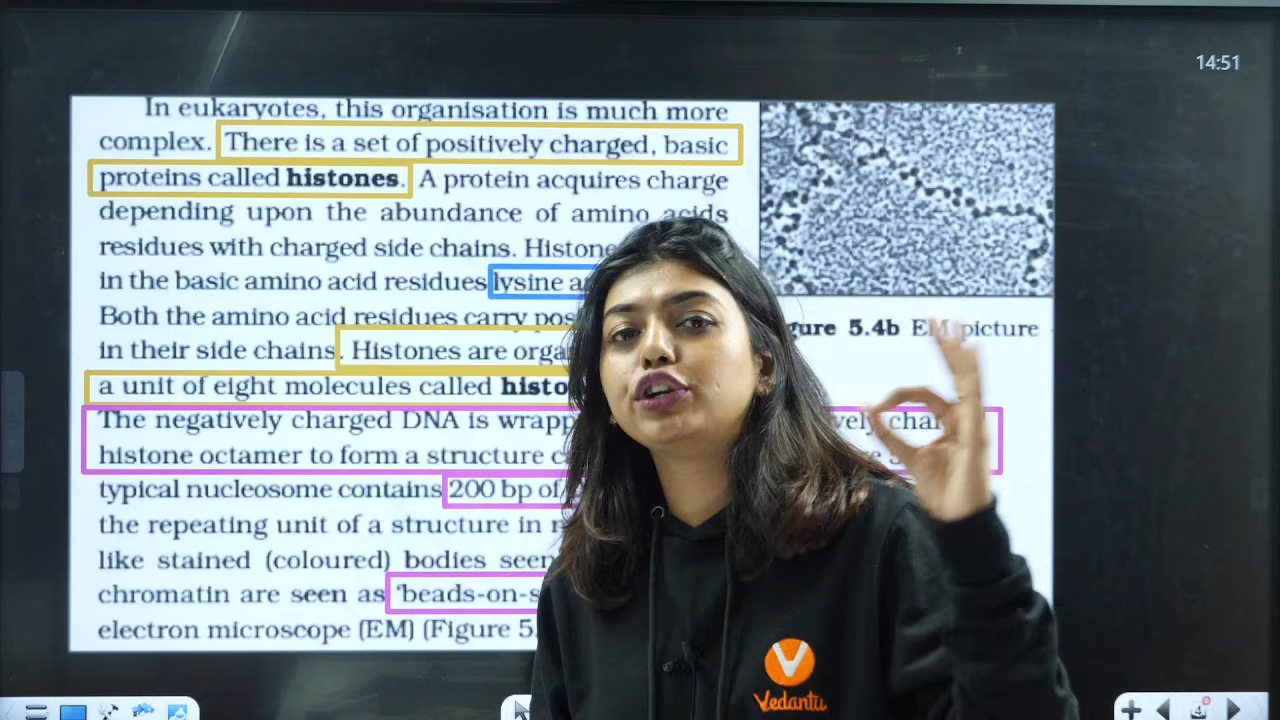 14:51
In eukaryotes, this organisation is much more
complex. There is a set of positively charged, basic
proteins called histones. A protein acquires charge
depending upon the abundance of amino acids
residues with charged side chains. Histone
in the basic amino acid residues lysine a
Both the amino acid residues carry pos
in their side chains. Histones are orga
a unit of eight molecules called histo
The negatively charged DNA is wrapp vely char
histone octamer to form a structure c
typical nucleosome contains 200 bp of
the repeating unit of a structure in n
like stained (coloured) bodies seen
chromatin are seen as 'beads-on-s
electron microscope (EM) (Figure 5.
gure 5.4b EM picture
Vedantu